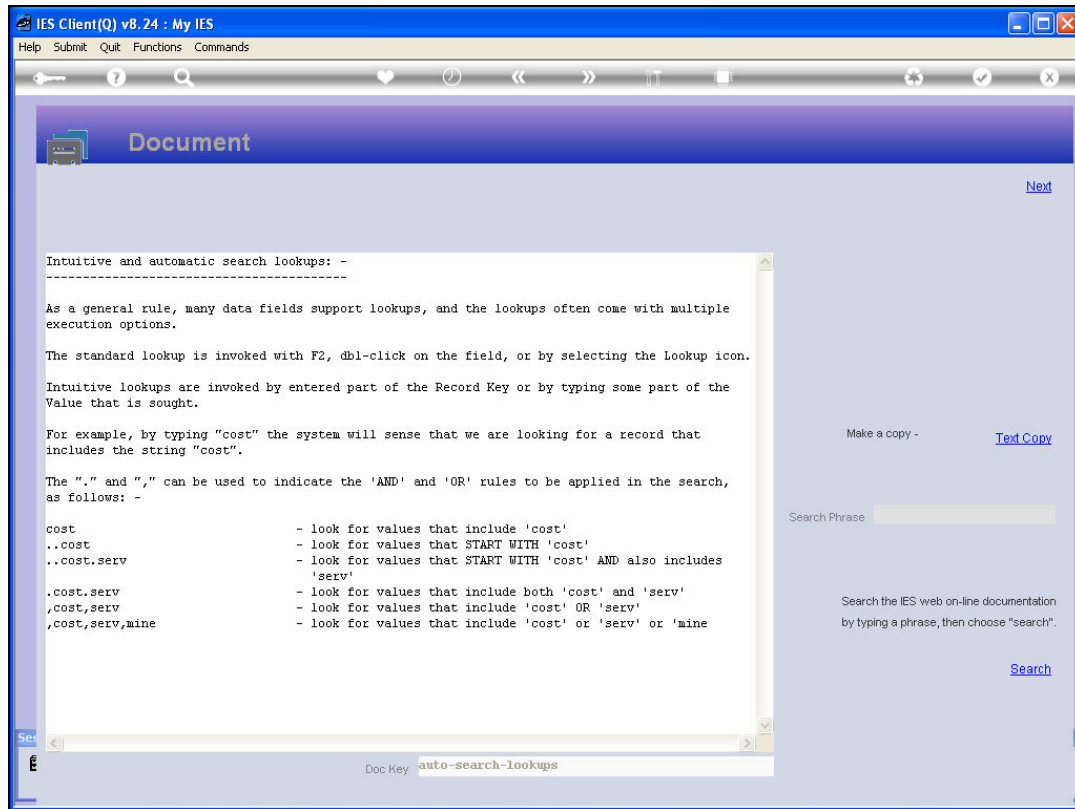 IES Client(Q) v8.24 : My IES
Help Submit Quit Functions Commands
Document
Next
Intuitive and automatic search lookups: -
-----------------------------------------
As a general rule, many data fields support lookups, and the lookups often come with multiple
execution options.
The standard lookup is invoked with F2, dbl-click on the field, or by selecting the Lookup icon.
Intuitive lookups are invoked by entered part of the Record Key or by typing some part of the
Value that is sought.
For example, by typing "cost" the system will sense that we are looking for a record that
includes the string "cost".
The "." and "," can be used to indicate the 'AND' and 'OR' rules to be applied in the search,
as follows: -
cost - look for values that include 'cost'
..cost - look for values that START WITH 'cost'
..cost.serv - look for values that START WITH 'cost' AND also includes
'serv'
.cost.serv - look for values that include both 'cost' and 'serv'
,cost,serv - look for values that include 'cost' OR 'serv'
,cost,serv,mine - look for values that include 'cost' or 'serv' or 'mine
Make a copy - Text Copy
Search Phrase
Search the IES web on-line documentation
by typing a phrase, then choose "search".
Search
Ses
Doc Key auto-search-lookups